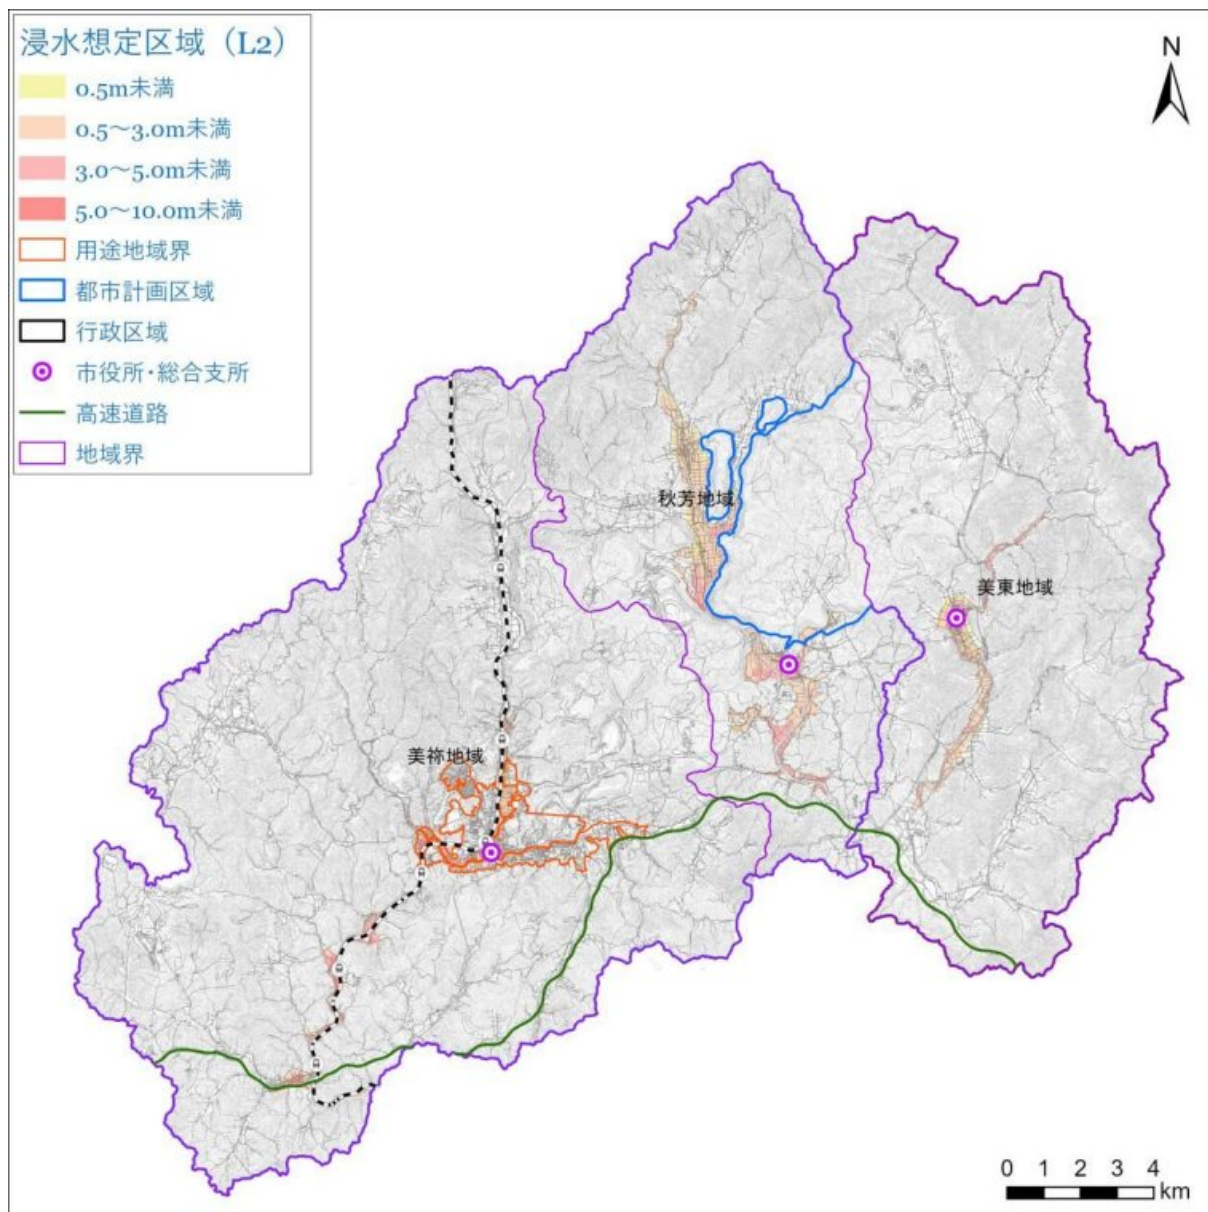 浸水想定区域（L2）
0.5m未満
0.5～3.0m未満
3.0～5.0m未満
5.0～10.0m未満
用途地域界
都市計画区域
行政区域
市役所・総合支所
高速道路
地域界
N
秋芳地域
美東地域
美祢地域
0 1 2 3 4
km